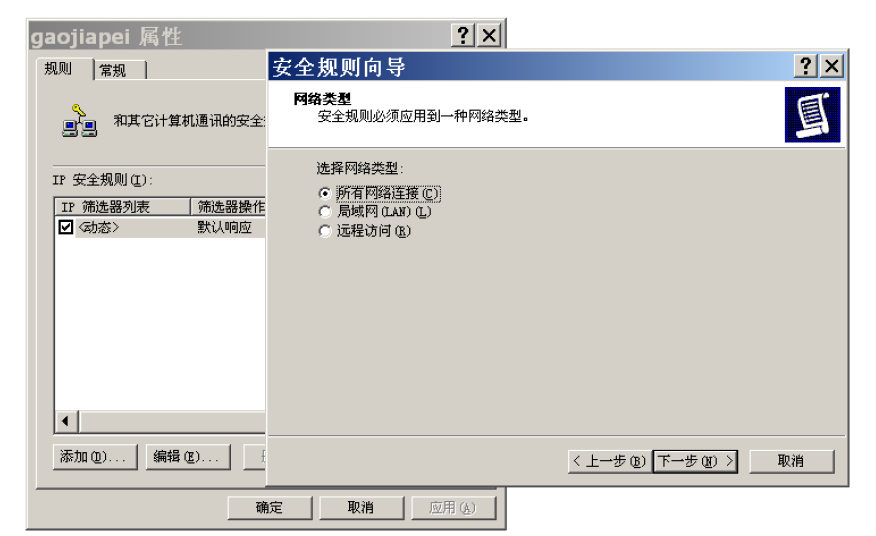 gaojiapei 属性
规则
常规
和其它计算机通讯的安全
IP 安全规则(I):
IP 筛选器列表
筛选器操作
<动态>
默认响应
添加(D)...
编辑(E)...
确定
取消
应用(A)
安全规则向导
网络类型
安全规则必须应用到一种网络类型。
选择网络类型:
所有网络连接(C)
局域网(LAN)(L)
远程访问(R)
< 上一步(B)
下一步(N) >
取消